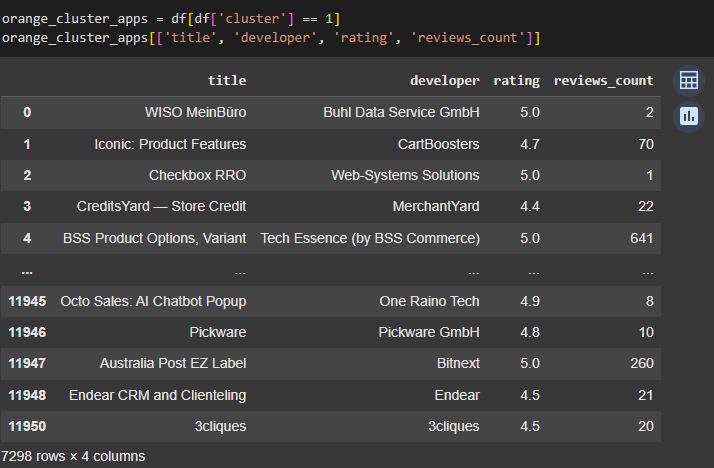 orange_cluster_apps = df[df['cluster'] == 1]
orange_cluster_apps[['title', 'developer', 'rating', 'reviews_count']]
title developer rating reviews_count
0 WISO MeinBüro Buhl Data Service GmbH 5.0 2
1 Iconic: Product Features CartBoosters 4.7 70
2 Checkbox RRO Web-Systems Solutions 5.0 1
3 CreditsYard — Store Credit MerchantYard 4.4 22
4 BSS Product Options, Variant Tech Essence (by BSS Commerce) 5.0 641
... ... ... ... ...
11945 Octo Sales: AI Chatbot Popup One Raino Tech 4.9 8
11946 Pickware Pickware GmbH 4.8 10
11947 Australia Post EZ Label Bitnext 5.0 260
11948 Endear CRM and Clienteling Endear 4.5 21
11950 3cliques 3cliques 4.5 20
7298 rows × 4 columns